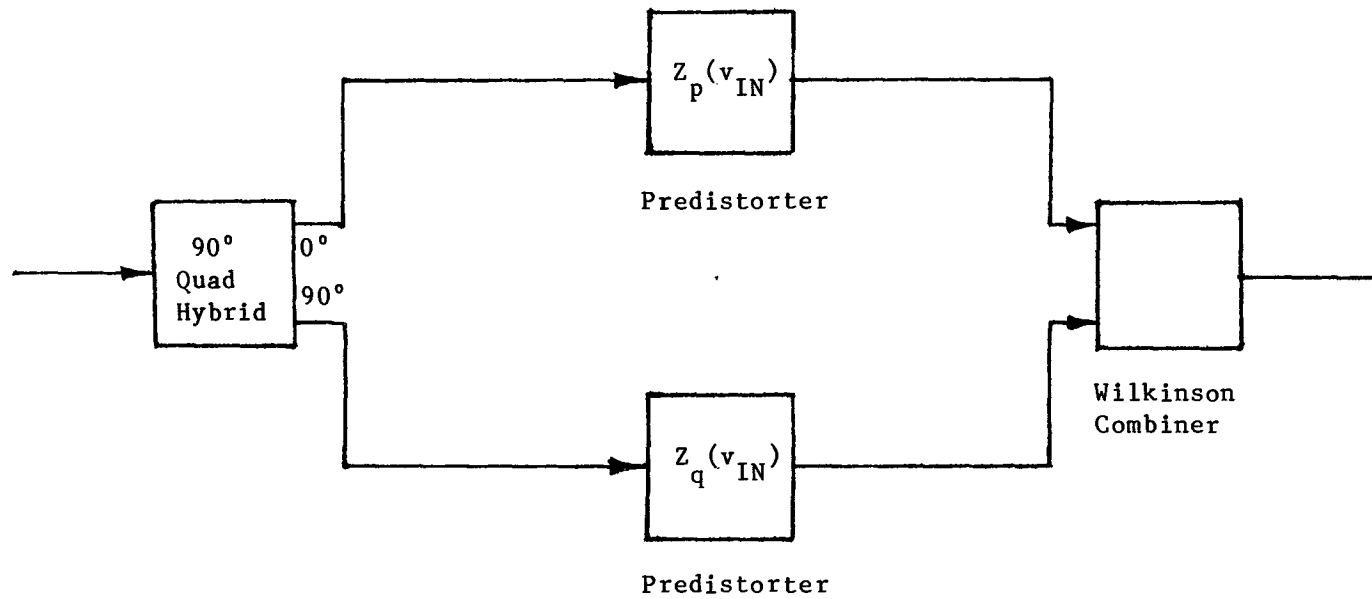 Z_p(v_IN)
Predistorter
90°
Quad
Hybrid
0°
90°
Wilkinson
Combiner
Z_q(v_IN)
Predistorter